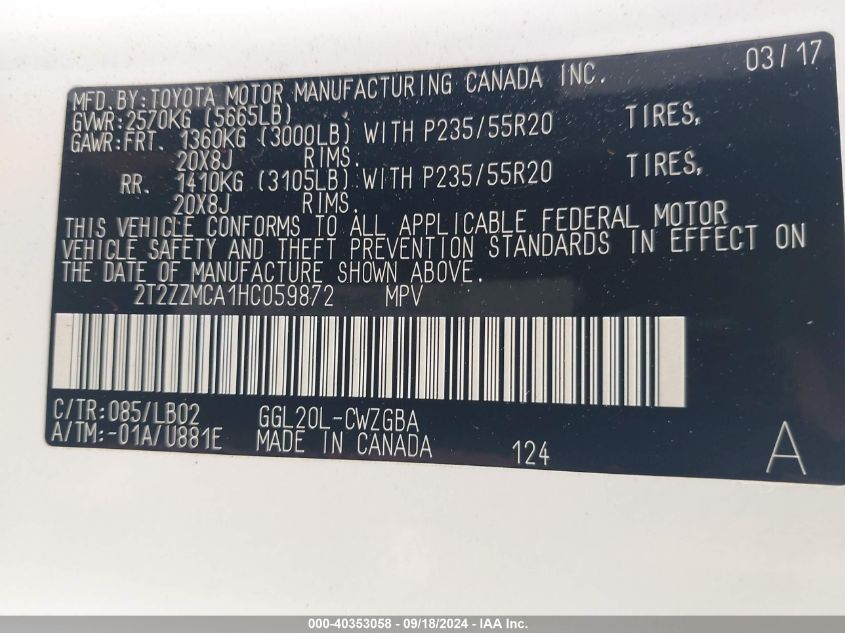 MFD. BY: TOYOTA MOTOR MANUFACTURING CANADA INC. 03/17
GVWR: 2570KG (5665LB)
GAWR: FRT. 1360KG (3000LB) WITH P235/55R20 TIRES,
20X8J RIMS.
RR. 1410KG (3105LB) WITH P235/55R20 TIRES,
20X8J RIMS.
THIS VEHICLE CONFORMS TO ALL APPLICABLE FEDERAL MOTOR
VEHICLE SAFETY AND THEFT PREVENTION STANDARDS IN EFFECT ON
THE DATE OF MANUFACTURE SHOWN ABOVE.
2T2ZZMCA1HC059872 MPV
C/TR: 085/LB02 GGL20L-CWZGBA
A/TM: -01A/U881E MADE IN CANADA 124 A
000-40353058 - 09/18/2024 - IAA Inc.